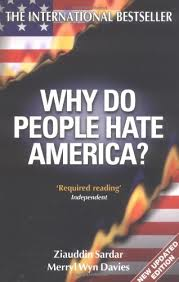 THE INTERNATIONAL BESTSELLER
WHY DO
PEOPLE HATE
AMERICA?
'Required reading'
Independent
Ziauddin Sardar
Merryl Wyn Davies
NEW UPDATED
EDITION